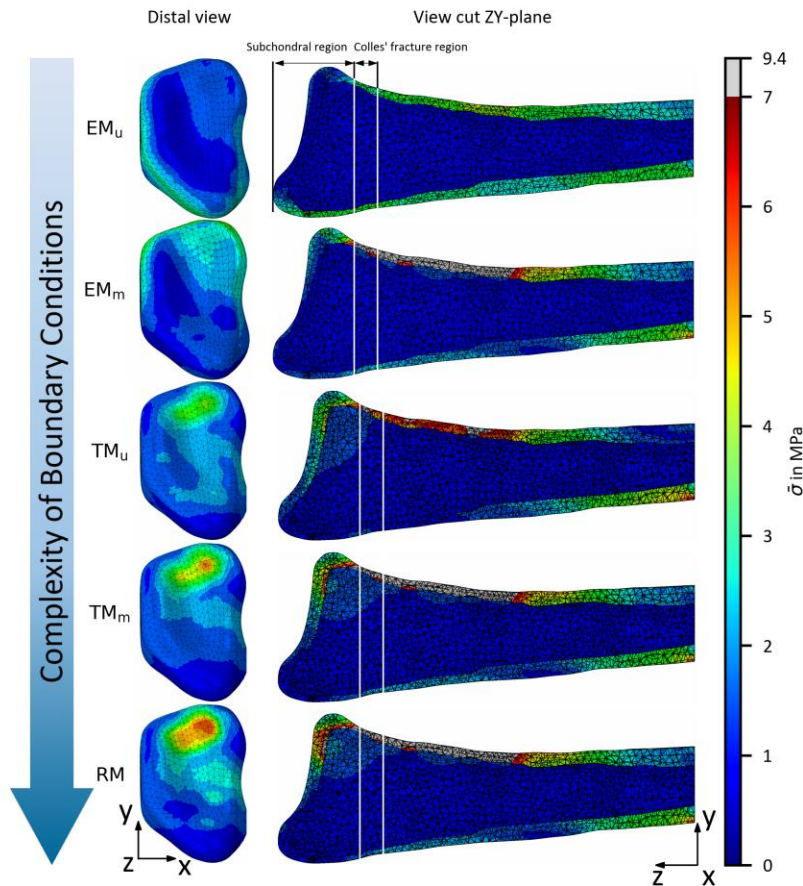 Distal view
View cut ZY-plane
Subchondral region
Colles' fracture region
Complexity of Boundary Conditions
EMu
EMm
TMu
TMm
RM
y
z
x
y
z
x
9.4
7
6
5
4
3
2
1
0
σ̄ in MPa